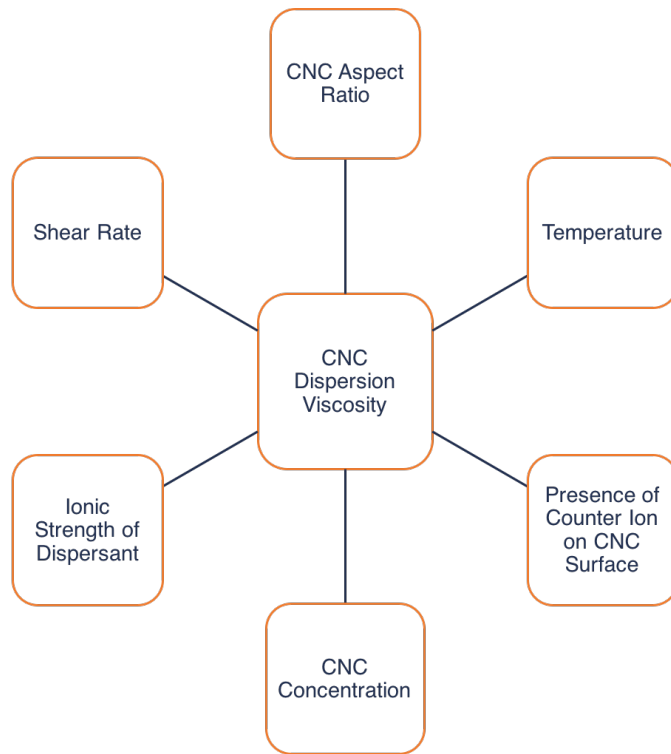 CNC Aspect
Ratio
Shear Rate
Temperature
CNC
Dispersion
Viscosity
Ionic
Strength of
Dispersant
Presence of
Counter Ion
on CNC
Surface
CNC
Concentration